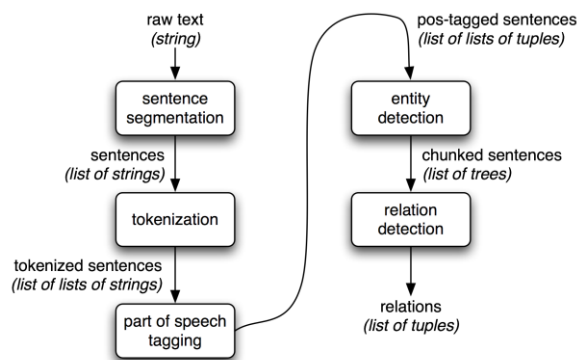 raw text
(string)
sentence
segmentation
sentences
(list of strings)
tokenization
tokenized sentences
(list of lists of strings)
part of speech
tagging
pos-tagged sentences
(list of lists of tuples)
entity
detection
chunked sentences
(list of trees)
relation
detection
relations
(list of tuples)